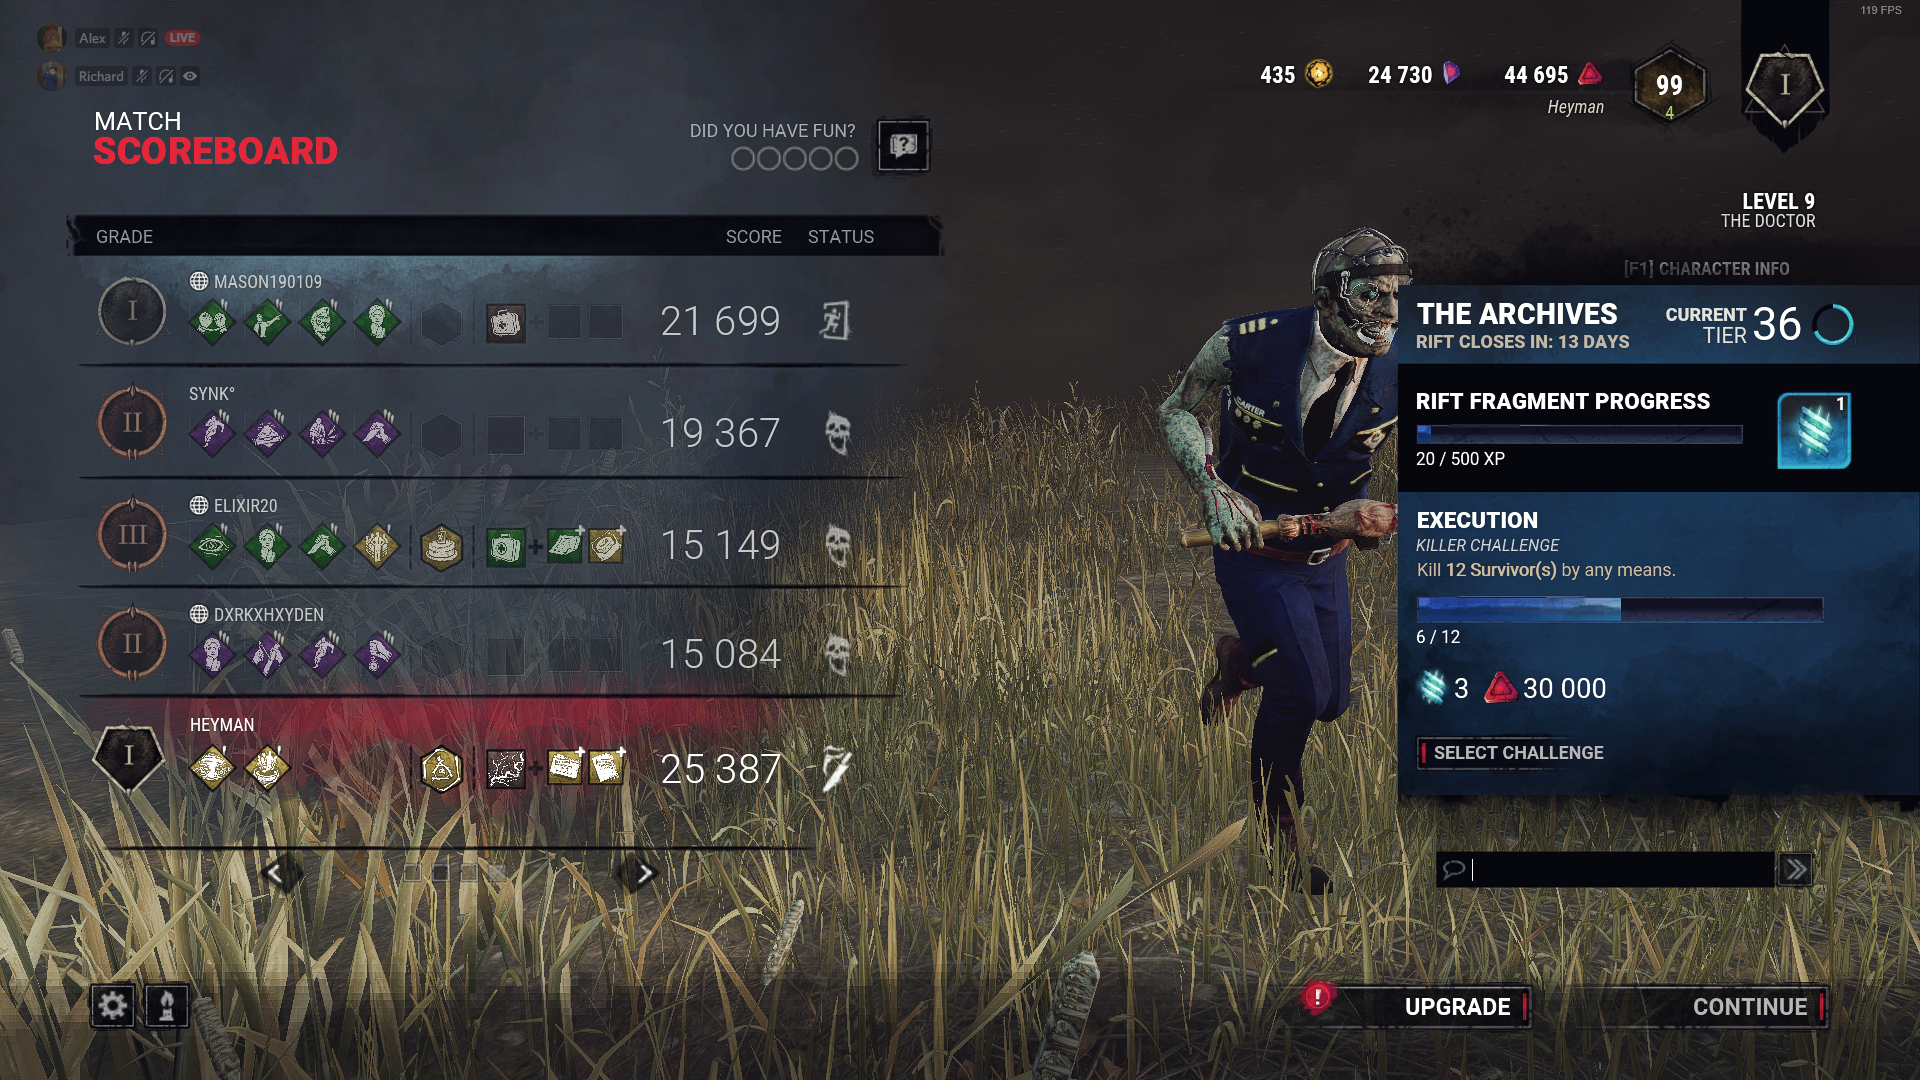 119 FPS
Alex LIVE
Richard
435 24 730 44 695 99
4
Heyman
I
MATCH
SCOREBOARD
DID YOU HAVE FUN?
LEVEL 9
THE DOCTOR
[F1] CHARACTER INFO
GRADE SCORE STATUS
I MASON190109 21 699
II SYNK° 19 367
III ELIXIR20 15 149
II DXRKXHXYDEN 15 084
I HEYMAN 25 387
CARTER
THE ARCHIVES
RIFT CLOSES IN: 13 DAYS
CURRENT
TIER 36
RIFT FRAGMENT PROGRESS
1
20 / 500 XP
EXECUTION
KILLER CHALLENGE
Kill 12 Survivor(s) by any means.
6 / 12
3 30 000
SELECT CHALLENGE
UPGRADE
CONTINUE